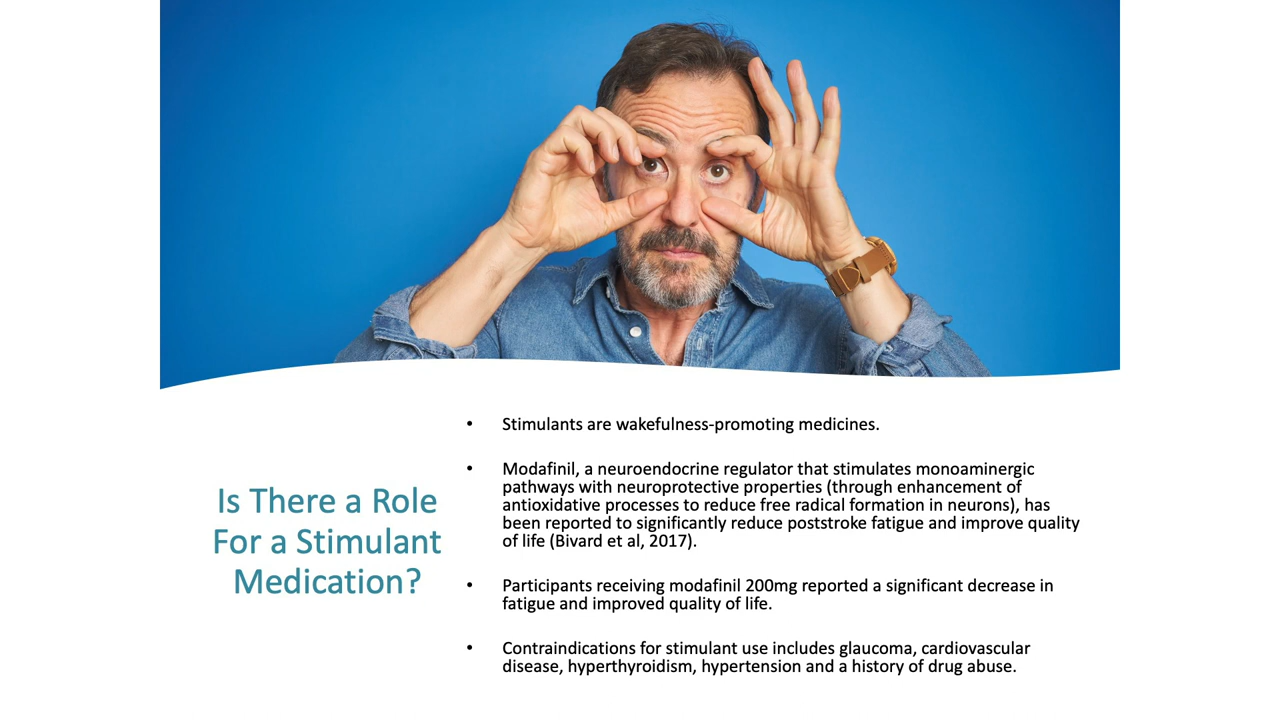 Is There a Role
For a Stimulant
Medication?
• Stimulants are wakefulness-promoting medicines.
• Modafinil, a neuroendocrine regulator that stimulates monoaminergic
pathways with neuroprotective properties (through enhancement of
antioxidative processes to reduce free radical formation in neurons), has
been reported to significantly reduce poststroke fatigue and improve quality
of life (Bivard et al, 2017).
• Participants receiving modafinil 200mg reported a significant decrease in
fatigue and improved quality of life.
• Contraindications for stimulant use includes glaucoma, cardiovascular
disease, hyperthyroidism, hypertension and a history of drug abuse.